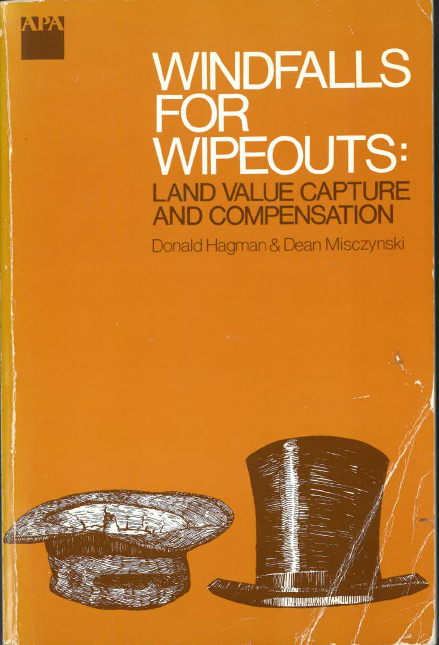 APA
WINDFALLS
FOR
WIPEOUTS:
LAND VALUE CAPTURE
AND COMPENSATION
Donald Hagman & Dean Misczynski